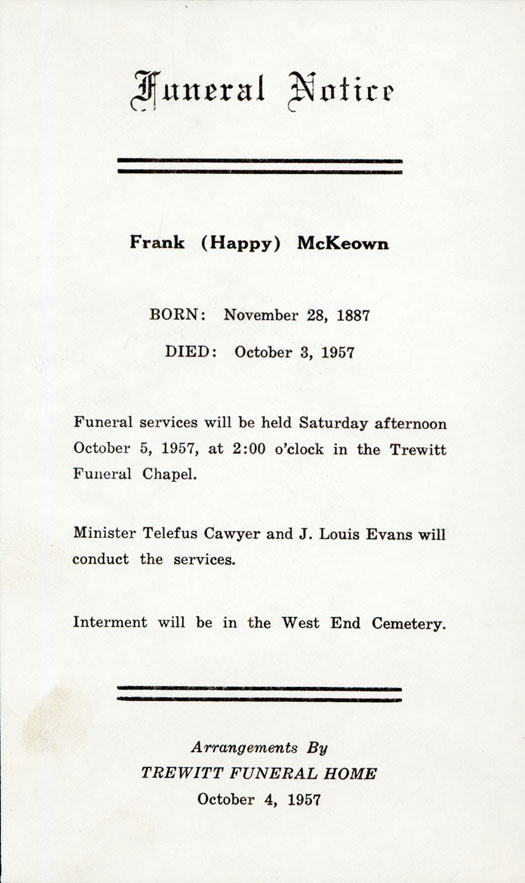 Funeral Notice
Frank (Happy) McKeown
BORN: November 28, 1887
DIED: October 3, 1957
Funeral services will be held Saturday afternoon
October 5, 1957, at 2:00 o'clock in the Trewitt
Funeral Chapel.
Minister Telefus Cawyer and J. Louis Evans will
conduct the services.
Interment will be in the West End Cemetery.
Arrangements By
TREWITT FUNERAL HOME
October 4, 1957